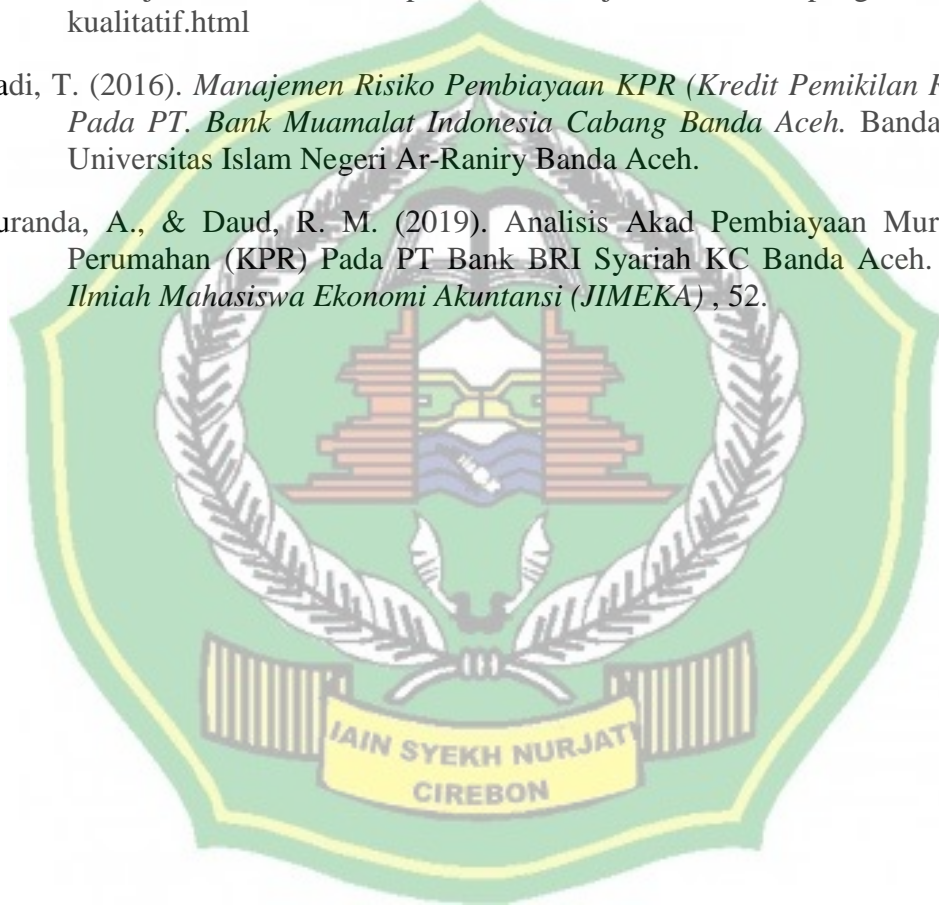 kualitatif.html
adi, T. (2016). Manajemen Risiko Pembiayaan KPR (Kredit Pemikilan
Pada PT. Bank Muamalat Indonesia Cabang Banda Aceh. Banda
Universitas Islam Negeri Ar-Raniry Banda Aceh.
uranda, A., & Daud, R. M. (2019). Analisis Akad Pembiayaan Mur
Perumahan (KPR) Pada PT Bank BRI Syariah KC Banda Aceh.
Ilmiah Mahasiswa Ekonomi Akuntansi (JIMEKA) , 52.
IAIN SYEKH NURJATI
CIREBON